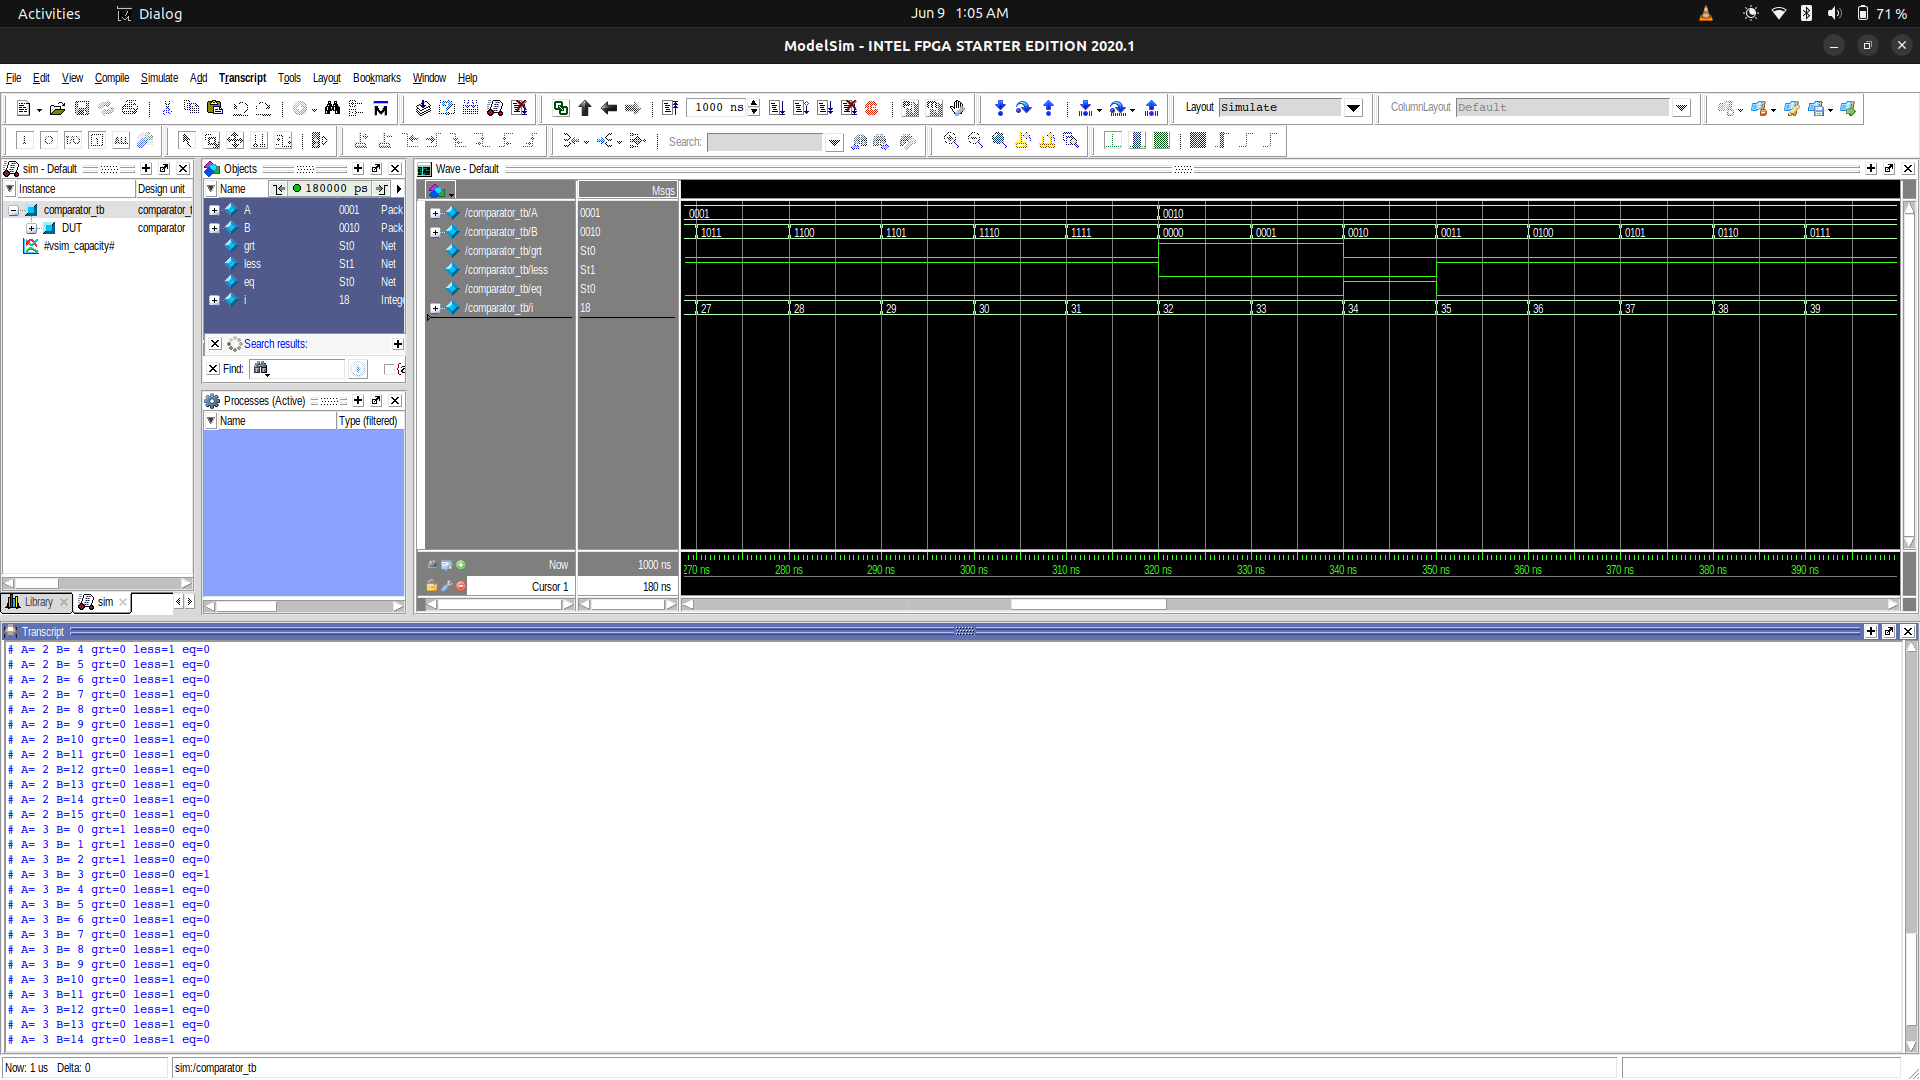 Activities Dialog Jun 9 1:05 AM 71 %
ModelSim - INTEL FPGA STARTER EDITION 2020.1
File Edit View Compile Simulate Add Transcript Tools Layout Bookmarks Window Help
1000 ns Layout Simulate ColumnLayout Default
Search:
sim - Default
Instance Design unit
comparator_tb comparator_t
DUT comparator
#vsim_capacity#
Library sim
Objects
Name 180000 ps
A 0001 Pack
B 0010 Pack
grt St0 Net
less St1 Net
eq St0 Net
i 18 Intege
Search results:
Find:
Processes (Active)
Name Type (filtered)
Wave - Default
Msgs
/comparator_tb/A 0001 0001 0010
/comparator_tb/B 0010 1011 1100 1101 1110 1111 0000 0001 0010 0011 0100 0101 0110 0111
/comparator_tb/grt St0
/comparator_tb/less St1
/comparator_tb/eq St0
/comparator_tb/i 18 27 28 29 30 31 32 33 34 35 36 37 38 39
Now 1000 ns 270 ns 280 ns 290 ns 300 ns 310 ns 320 ns 330 ns 340 ns 350 ns 360 ns 370 ns 380 ns 390 ns
Cursor 1 180 ns
Transcript
# A= 2 B= 4 grt=0 less=1 eq=0
# A= 2 B= 5 grt=0 less=1 eq=0
# A= 2 B= 6 grt=0 less=1 eq=0
# A= 2 B= 7 grt=0 less=1 eq=0
# A= 2 B= 8 grt=0 less=1 eq=0
# A= 2 B= 9 grt=0 less=1 eq=0
# A= 2 B=10 grt=0 less=1 eq=0
# A= 2 B=11 grt=0 less=1 eq=0
# A= 2 B=12 grt=0 less=1 eq=0
# A= 2 B=13 grt=0 less=1 eq=0
# A= 2 B=14 grt=0 less=1 eq=0
# A= 2 B=15 grt=0 less=1 eq=0
# A= 3 B= 0 grt=1 less=0 eq=0
# A= 3 B= 1 grt=1 less=0 eq=0
# A= 3 B= 2 grt=1 less=0 eq=0
# A= 3 B= 3 grt=0 less=0 eq=1
# A= 3 B= 4 grt=0 less=1 eq=0
# A= 3 B= 5 grt=0 less=1 eq=0
# A= 3 B= 6 grt=0 less=1 eq=0
# A= 3 B= 7 grt=0 less=1 eq=0
# A= 3 B= 8 grt=0 less=1 eq=0
# A= 3 B= 9 grt=0 less=1 eq=0
# A= 3 B=10 grt=0 less=1 eq=0
# A= 3 B=11 grt=0 less=1 eq=0
# A= 3 B=12 grt=0 less=1 eq=0
# A= 3 B=13 grt=0 less=1 eq=0
# A= 3 B=14 grt=0 less=1 eq=0
Now: 1 us Delta: 0 sim:/comparator_tb